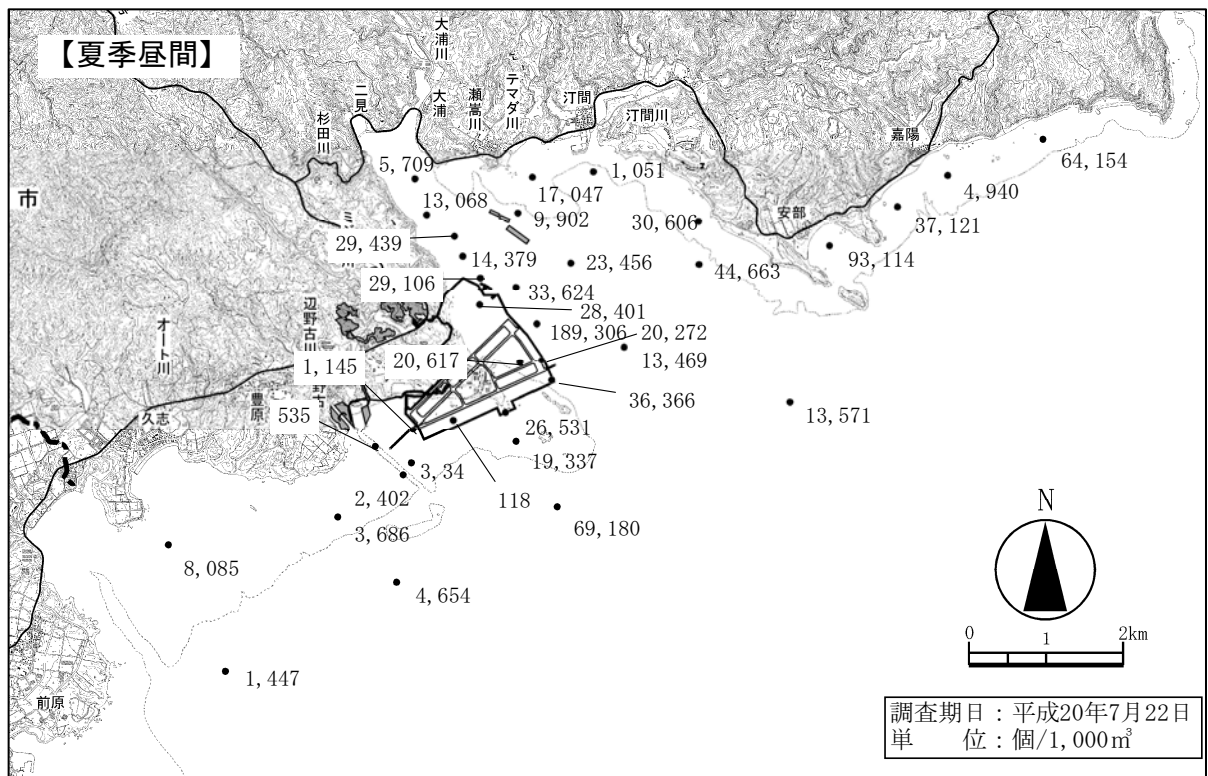 【夏季昼間】
大浦川
二見
大浦
瀬嵩川
テマダ川
汀間
汀間川
杉田川
嘉陽
市
安部
5,709
13,068
17,047
1,051
9,902
30,606
64,154
4,940
37,121
93,114
29,439
14,379
23,456
44,663
29,106
33,624
28,401
189,306
20,272
20,617
13,469
1,145
36,366
13,571
辺野古川
オート川
豊原
久志
535
26,531
19,337
3,34
2,402
118
3,686
69,180
8,085
4,654
1,447
前原
N
0 1 2km
調査期日:平成20年7月22日
単 位:個/1,000㎥